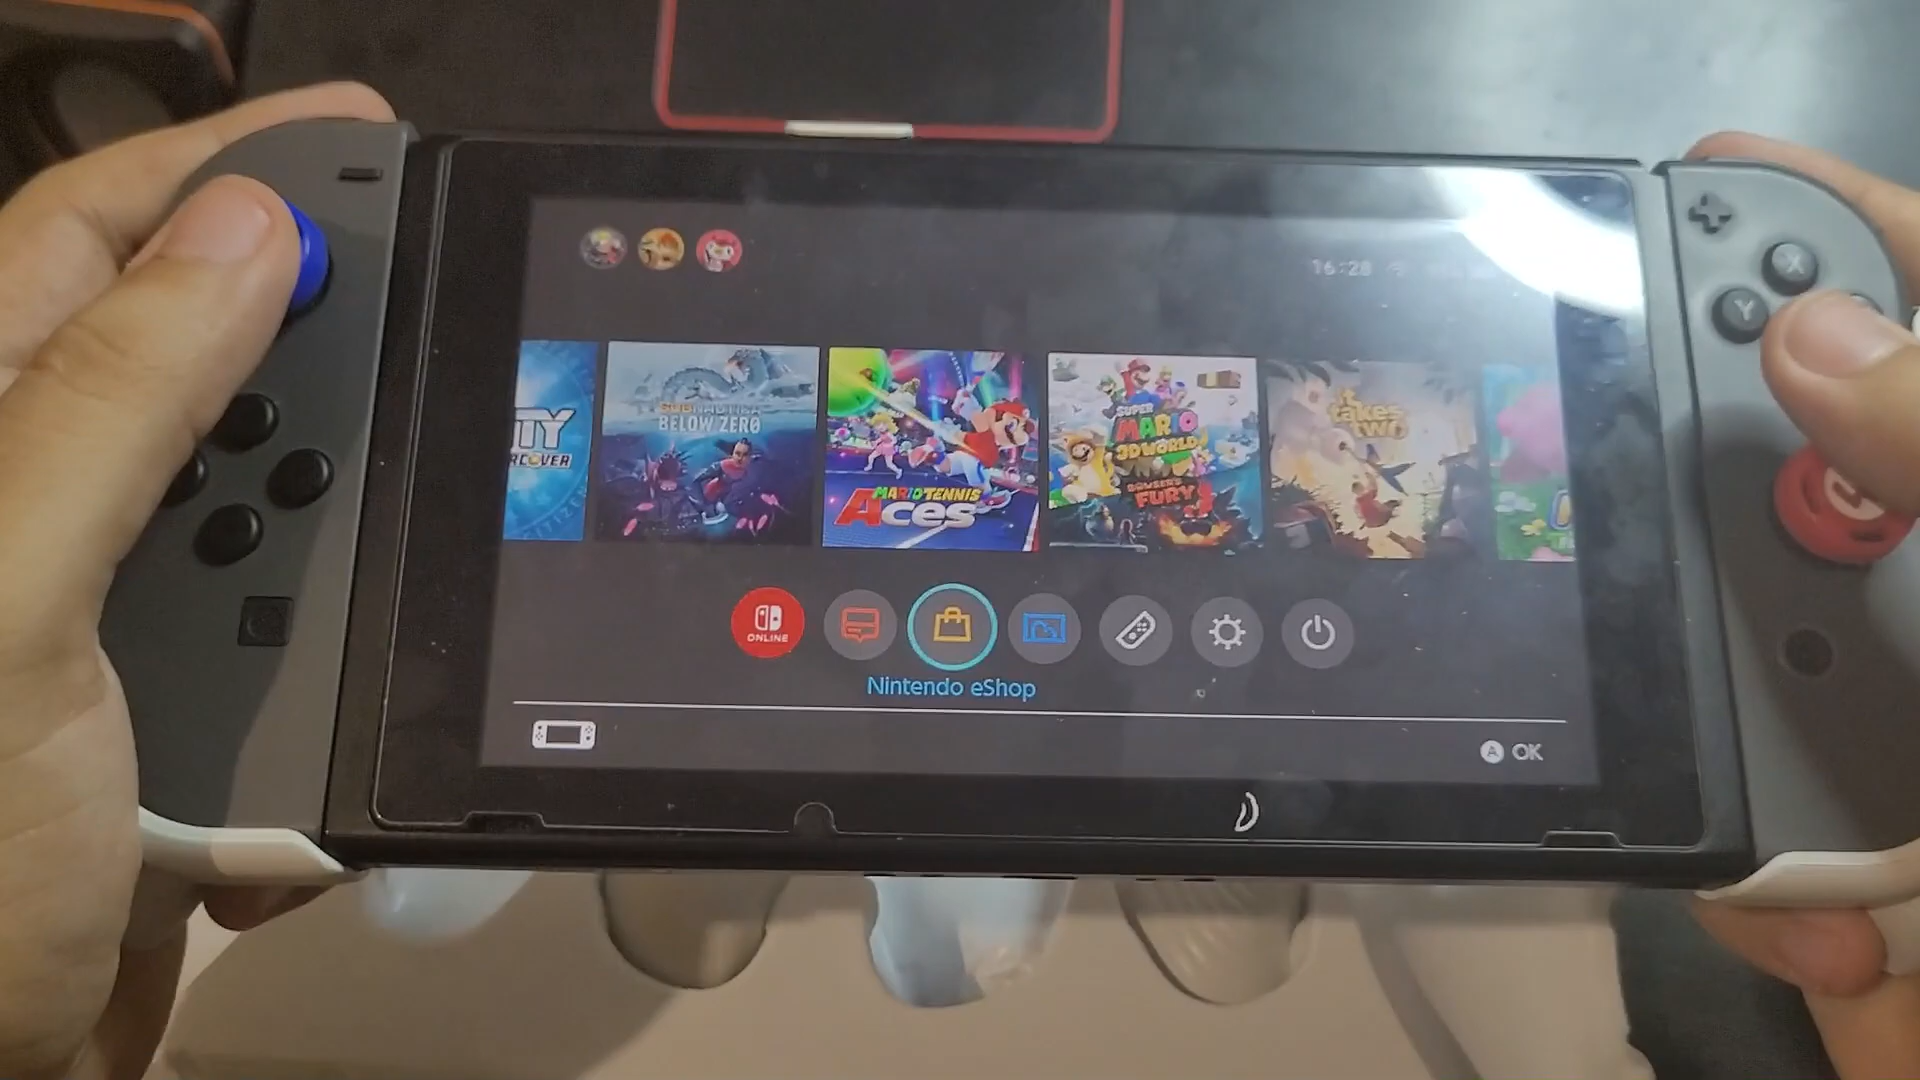 16:28
ITY
RCOVER
SUBNAUTICA
BELOW ZERO
MARIO TENNIS
Aces
SUPER
MARIO
3D WORLD
BOWSER'S
FURY
it
takes
two
ONLINE
Nintendo eShop
A OK
X
Y